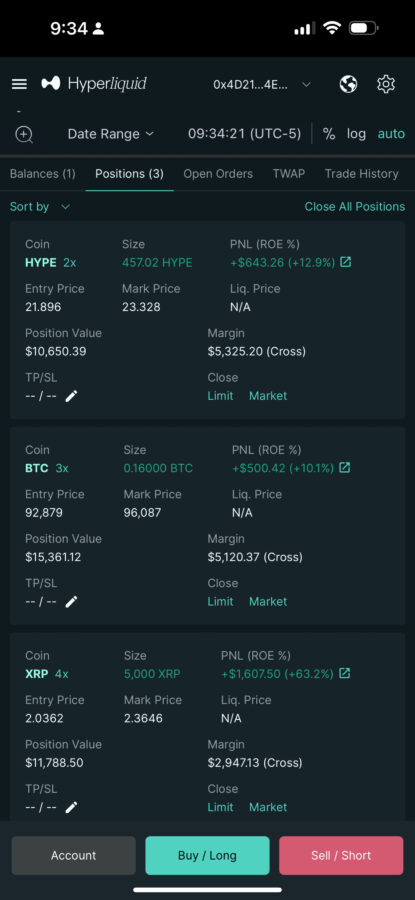 9:34
Hyperliquid 0x4D21...4E...
-
Date Range 09:34:21 (UTC-5) % log auto
Balances (1) Positions (3) Open Orders TWAP Trade History
Sort by Close All Positions
Coin Size PNL (ROE %)
HYPE 2x 457.02 HYPE +$643.26 (+12.9%)
Entry Price Mark Price Liq. Price
21.896 23.328 N/A
Position Value Margin
$10,650.39 $5,325.20 (Cross)
TP/SL Close
-- / -- Limit Market
Coin Size PNL (ROE %)
BTC 3x 0.16000 BTC +$500.42 (+10.1%)
Entry Price Mark Price Liq. Price
92,879 96,087 N/A
Position Value Margin
$15,361.12 $5,120.37 (Cross)
TP/SL Close
-- / -- Limit Market
Coin Size PNL (ROE %)
XRP 4x 5,000 XRP +$1,607.50 (+63.2%)
Entry Price Mark Price Liq. Price
2.0362 2.3646 N/A
Position Value Margin
$11,788.50 $2,947.13 (Cross)
TP/SL Close
-- / -- Limit Market
Account Buy / Long Sell / Short